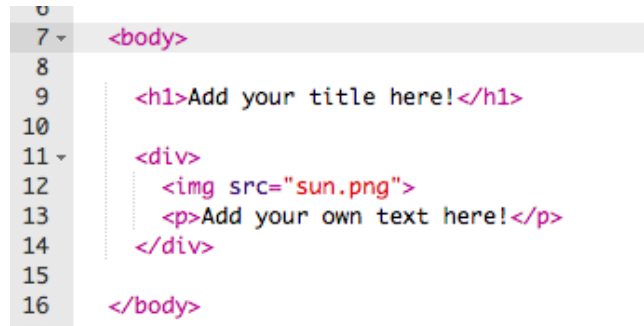 6
7 <body>
8
9 <h1>Add your title here!</h1>
10
11 <div>
12 <img src="sun.png">
13 <p>Add your own text here!</p>
14 </div>
15
16 </body>